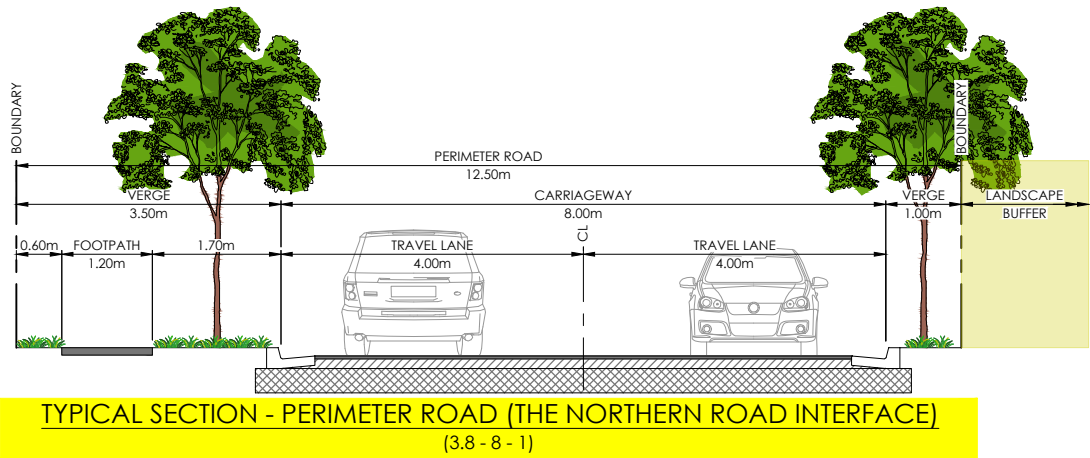 BOUNDARY
BOUNDARY
PERIMETER ROAD
12.50m
VERGE
3.50m
CARRIAGEWAY
8.00m
VERGE
1.00m
LANDSCAPE
BUFFER
CL
0.60m
FOOTPATH
1.20m
1.70m
TRAVEL LANE
4.00m
TRAVEL LANE
4.00m
TYPICAL SECTION - PERIMETER ROAD (THE NORTHERN ROAD INTERFACE)
(3.8 - 8 - 1)